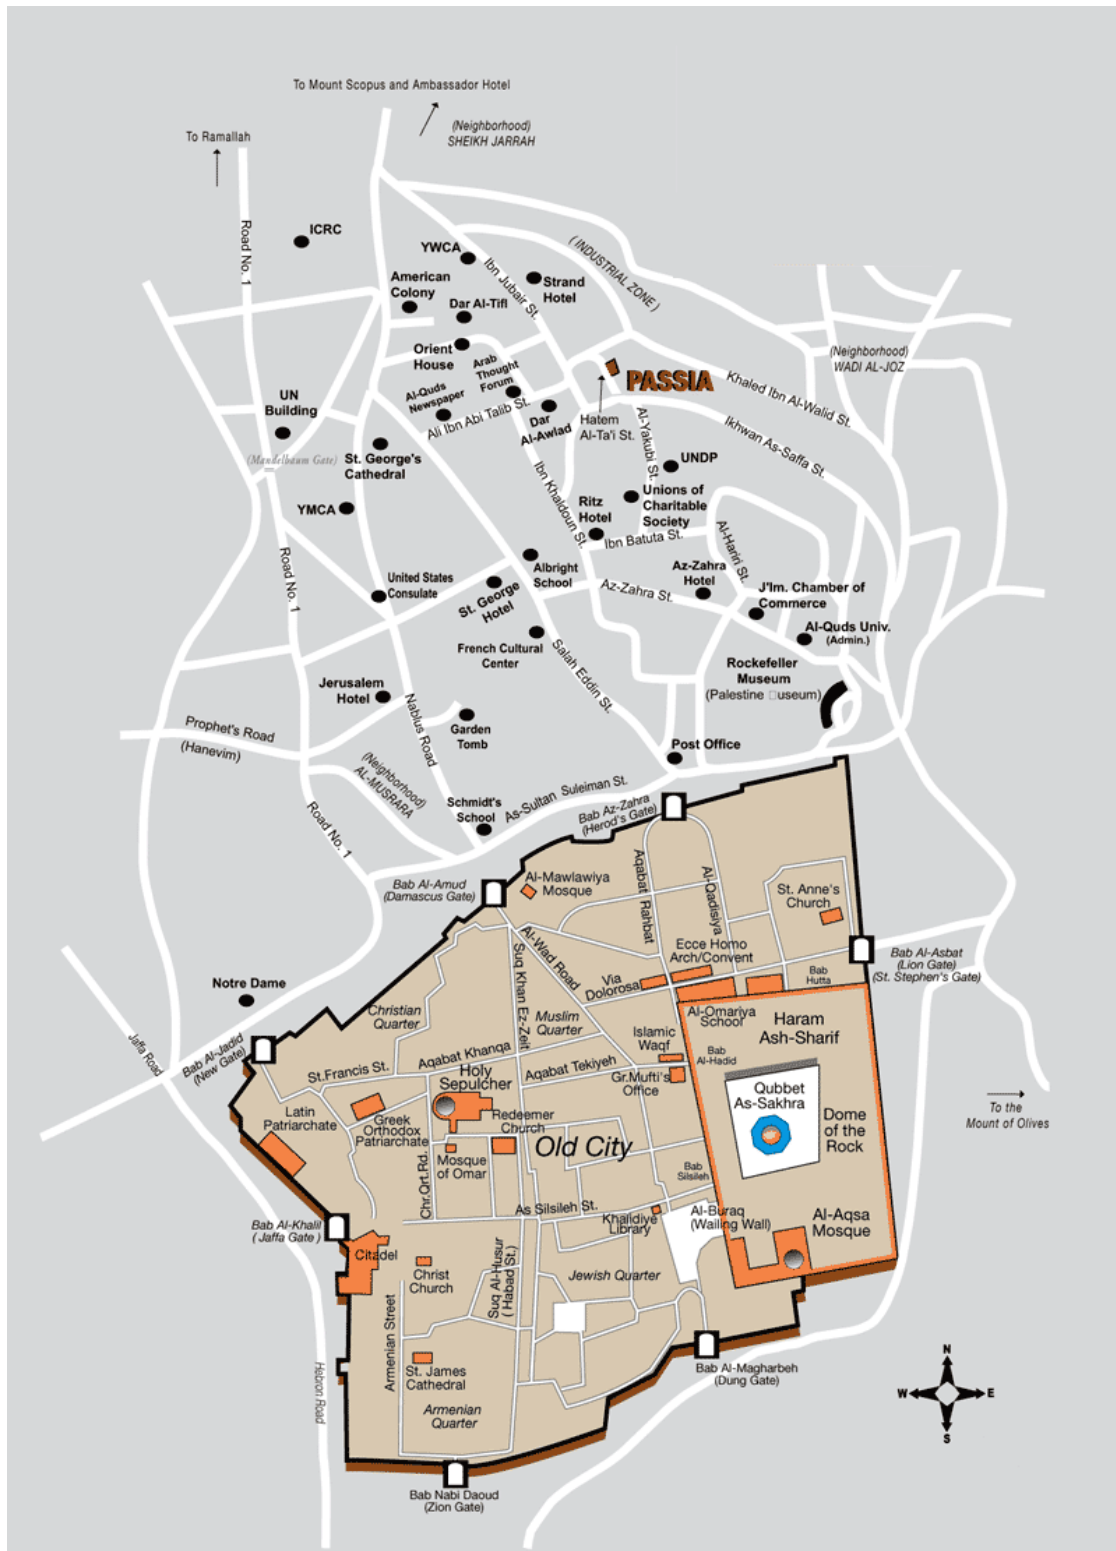 To Mount Scopus and Ambassador Hotel
(Neighborhood)
SHEIKH JARRAH
To Ramallah
Road No. 1
ICRC
YWCA
Ibn Jubair St.
(INDUSTRIAL ZONE)
American
Colony
Strand
Hotel
Dar Al-Tifl
Orient
House
Arab
Thought
Forum
PASSIA
(Neighborhood)
WADI AL-JOZ
Khaled Ibn Al-Walid St.
UN
Building
Al-Quds
Newspaper
Ali Ibn Abi Talib St.
Dar
Al-Awlad
Hatem
Al-Ta'i St.
Al-Yakubi St.
Ikhwan As-Saffa St.
(Mandelbaum Gate)
St. George's
Cathedral
UNDP
Ibn Khaldoun St.
YMCA
Ritz
Hotel
Unions of
Charitable
Society
Ibn Batuta St.
Al-Hariri St.
Road No. 1
United States
Consulate
Albright
School
St. George
Hotel
Az-Zahra
Hotel
Az-Zahra St.
J'lm. Chamber of
Commerce
Al-Quds Univ.
(Admin.)
French Cultural
Center
Salah Eddin St.
Rockefeller
Museum
(Palestine □useum)
Jerusalem
Hotel
Nablus Road
Garden
Tomb
Prophet's Road
(Hanevim)
Post Office
(Neighborhood)
AL-MUSRARA
Schmidt's
School
As-Sultan Suleiman St.
Bab Az-Zahra
(Herod's Gate)
Road No. 1
Bab Al-Amud
(Damascus Gate)
Al-Mawlawiya
Mosque
Aqabat Rahbat
Al-Qadisiya
St. Anne's
Church
Al-Wad Road
Suq Khan Ez-Zeit
Ecce Homo
Arch/Convent
Bab Al-Asbat
(Lion Gate)
(St. Stephen's Gate)
Bab
Hutta
Via
Dolorosa
Notre Dame
Christian
Quarter
Muslim
Quarter
Al-Omariya
School
Haram
Ash-Sharif
Jaffa Road
Bab Al-Jadid
(New Gate)
Islamic
Waqf
Bab
Al-Hadid
St.Francis St.
Aqabat Khanqa
Aqabat Tekiyeh
Gr.Mufti's
Office
Holy
Sepulcher
Qubbet
As-Sakhra
Latin
Patriarchate
Greek
Orthodox
Patriarchate
Redeemer
Church
Dome
of the
Rock
To the
Mount of Olives
Old City
Mosque
of Omar
Chr.Qrt.Rd.
Bab
Silsileh
As Silsileh St.
Khalidiye
Library
Al-Buraq
(Wailing Wall)
Al-Aqsa
Mosque
Bab Al-Khalil
(Jaffa Gate )
Citadel
Christ
Church
Suq Al-Husur
( Habad St.)
Jewish Quarter
Armenian Street
St. James
Cathedral
Bab Al-Magharbeh
(Dung Gate)
Hebron Road
Armenian
Quarter
Bab Nabi Daoud
(Zion Gate)
N
W
E
S